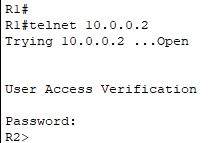 R1#
R1#telnet 10.0.0.2
Trying 10.0.0.2 ...Open
User Access Verification
Password:
R2>